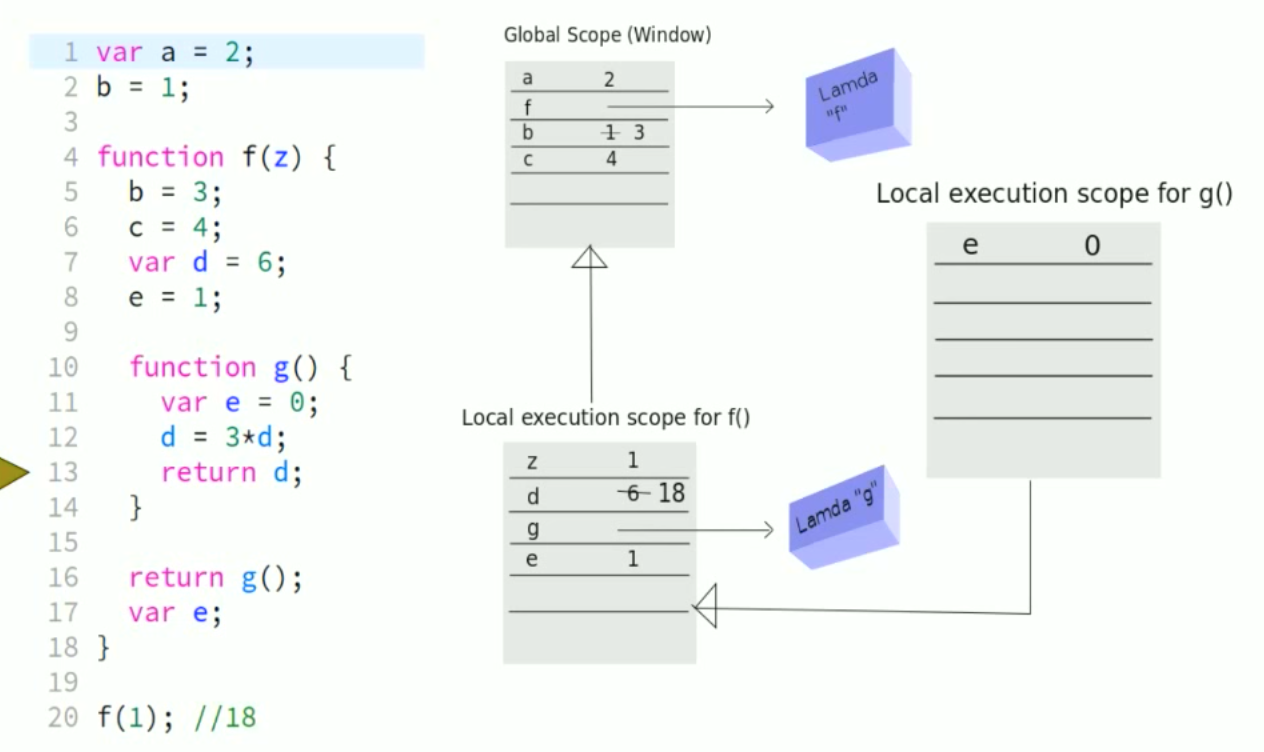 1 var a = 2;
2 b = 1;
3
4 function f(z) {
5 b = 3;
6 c = 4;
7 var d = 6;
8 e = 1;
9
10 function g() {
11 var e = 0;
12 d = 3*d;
13 return d;
14 }
15
16 return g();
17 var e;
18 }
19
20 f(1); //18
Global Scope (Window)
a 2
f
b 1 3
c 4
Lamda
"f"
Local execution scope for g()
e 0
Local execution scope for f()
z 1
d 6 18
g
e 1
Lamda "g"